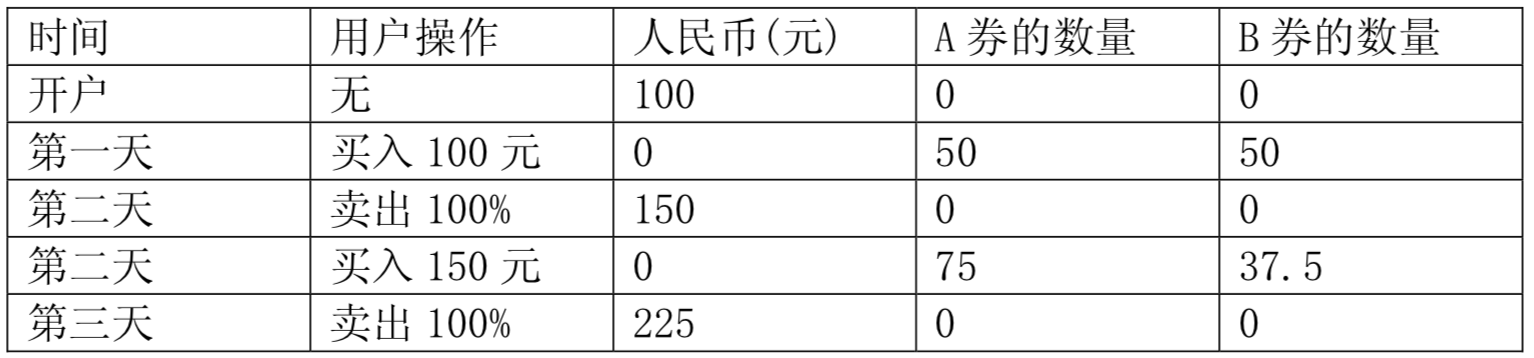 时间 用户操作 人民币(元) A 券的数量 B 券的数量
开户 无 100 0 0
第一天 买入 100 元 0 50 50
第二天 卖出 100% 150 0 0
第二天 买入 150 元 0 75 37.5
第三天 卖出 100% 225 0 0